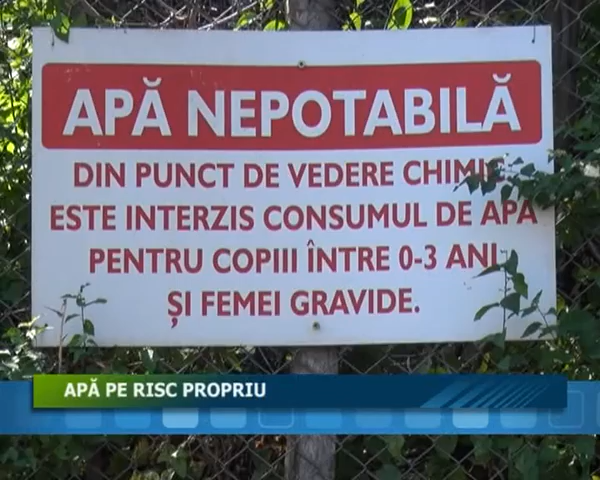 APĂ NEPOTABILĂ
DIN PUNCT DE VEDERE CHIMIC
ESTE INTERZIS CONSUMUL DE APA
PENTRU COPIII ÎNTRE 0-3 ANI
ȘI FEMEI GRAVIDE.
APĂ PE RISC PROPRIU